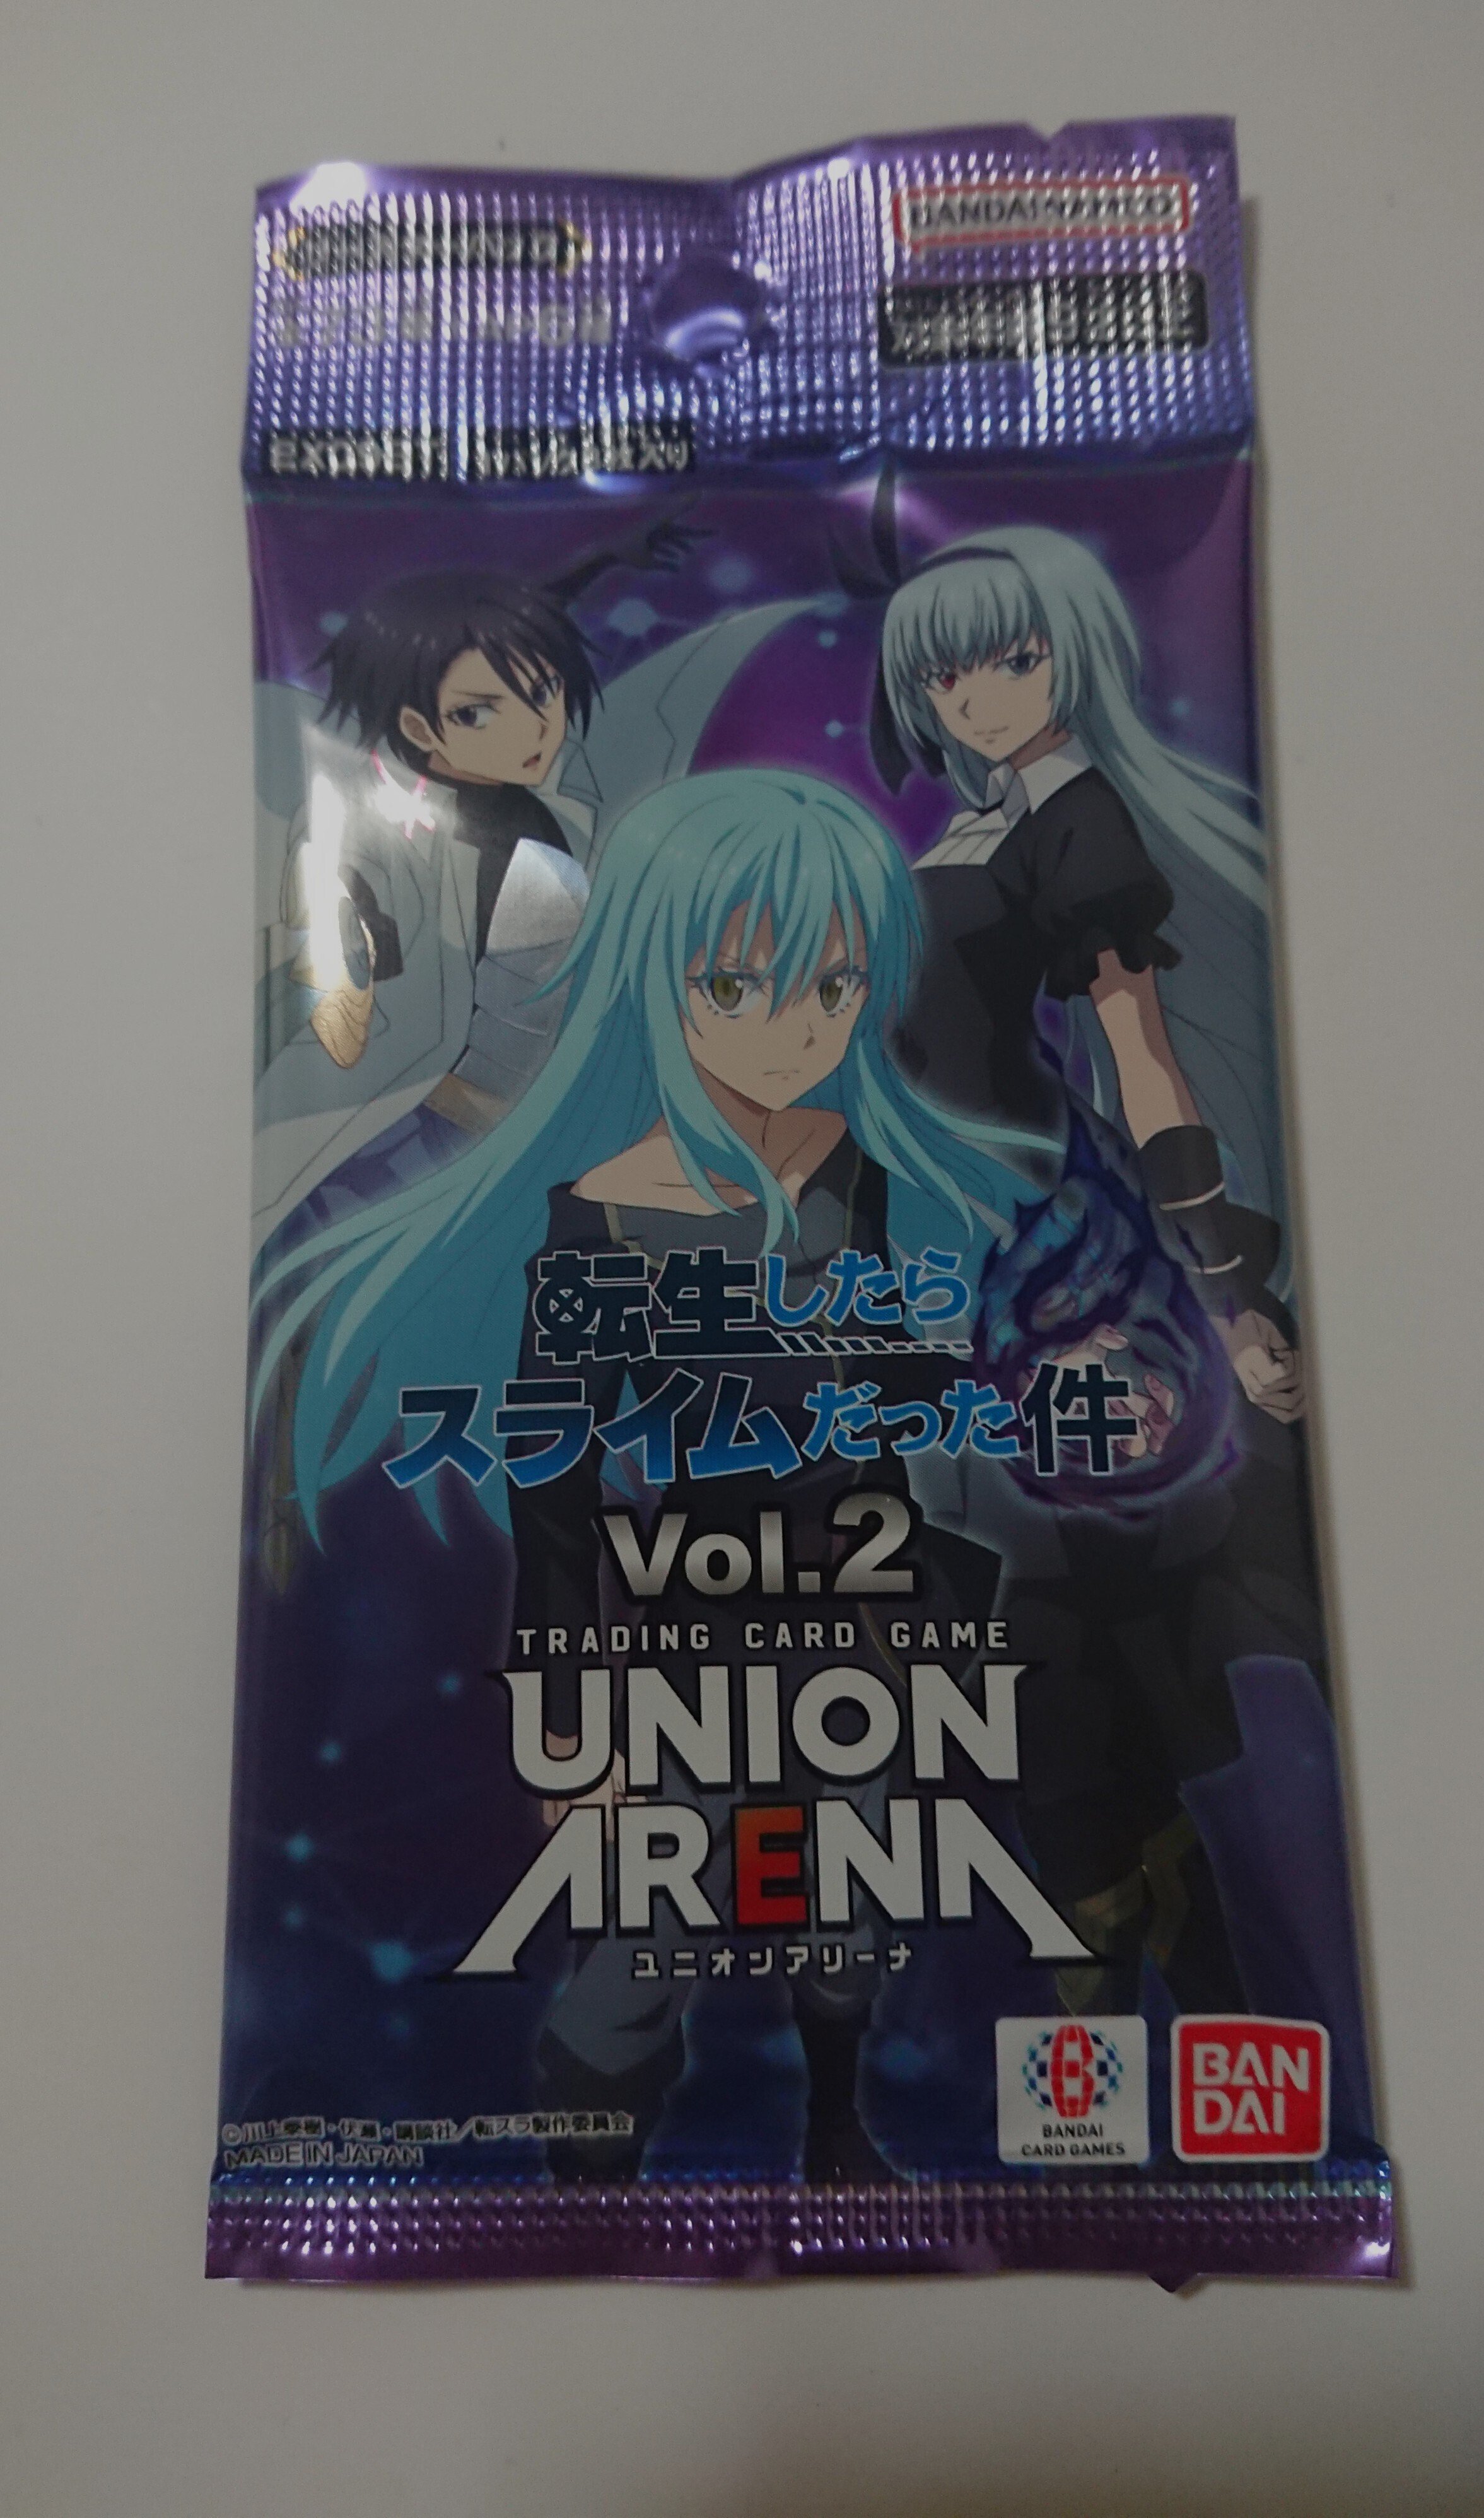 BANDAI NAMCO
転生したら
スライムだった件
Vol.2
TRADING CARD GAME
UNION
ARENA
ユニオンアリーナ
BANDAI
CARD GAMES
BAN
DAI
©川上泰樹・伏瀬・講談社／転スラ製作委員会
MADE IN JAPAN